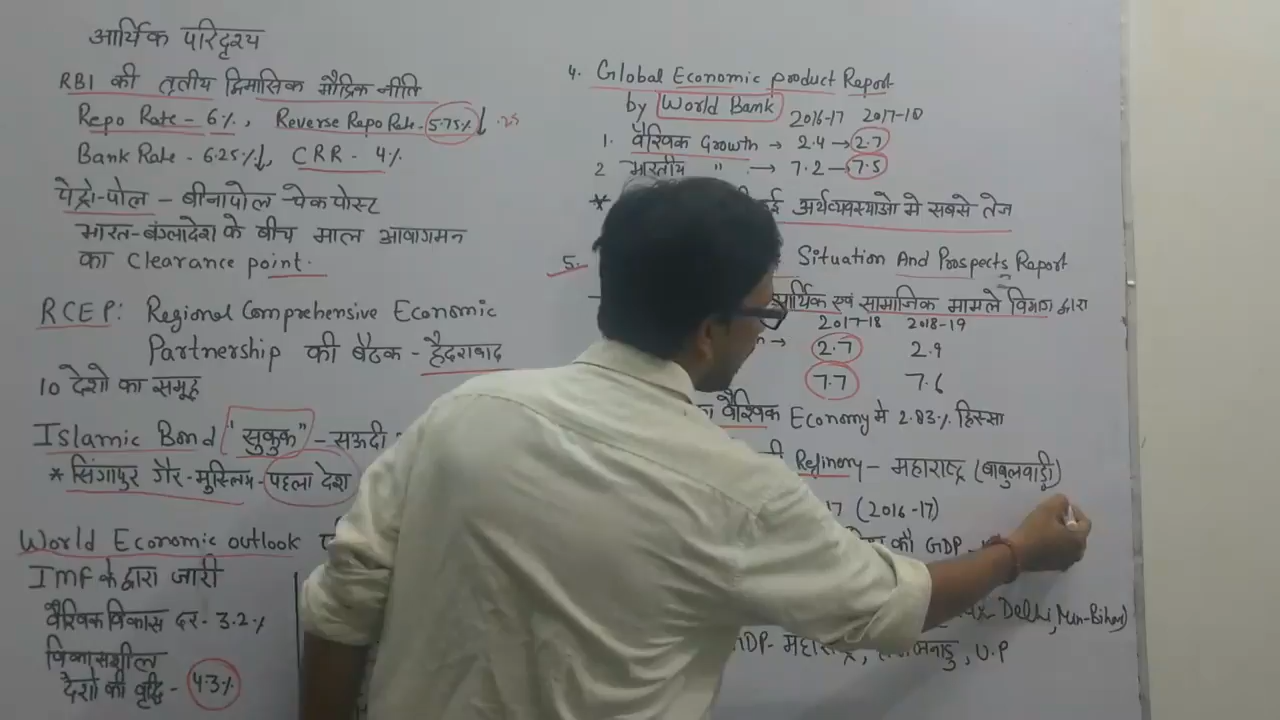 आर्थिक परिदृश्य
RBI की तृतीय द्विमासिक मौद्रिक नीति
Repo Rate - 6%, Reverse Repo Rate - 5.75%↓ .25
Bank Rate - 6.25%↓, CRR - 4%
पेट्रो-पोल - बीनापोल चेकपोस्ट
भारत-बंग्लादेश के बीच माल आवागमन
का Clearance point.
RCEP: Regional Comprehensive Economic
Partnership की बैठक - हैदराबाद
10 देशो का समूह
Islamic Bond "सुकुक" - सऊदी
* सिंगापुर गैर-मुस्लिम - पहला देश
World Economic outlook
IMF के द्वारा जारी
वैश्विक विकास दर - 3.2%
विकासशील
देशो की वृद्धि - 4.3%
4. Global Economic product Report
by World Bank 2016-17 2017-18
1. वैश्विक Growth → 2.4 → 2.7
2 भारतीय " → 7.2 → 7.5
* अर्थव्यवस्थाओ मे सबसे तेज
5. Situation And Prospects Report
आर्थिक एवं सामाजिक मामले विभाग द्वारा
2017-18 2018-19
→ 2.7 2.9
7.7 7.6
वैश्विक Economy मे 2.83% हिस्सा
Refinery - महाराष्ट्र (बाबुलवाड़ी)
17 (2016-17)
की GDP -
Delhi, Min-Bihar)
GDP - महाराष्ट्र, , U.P